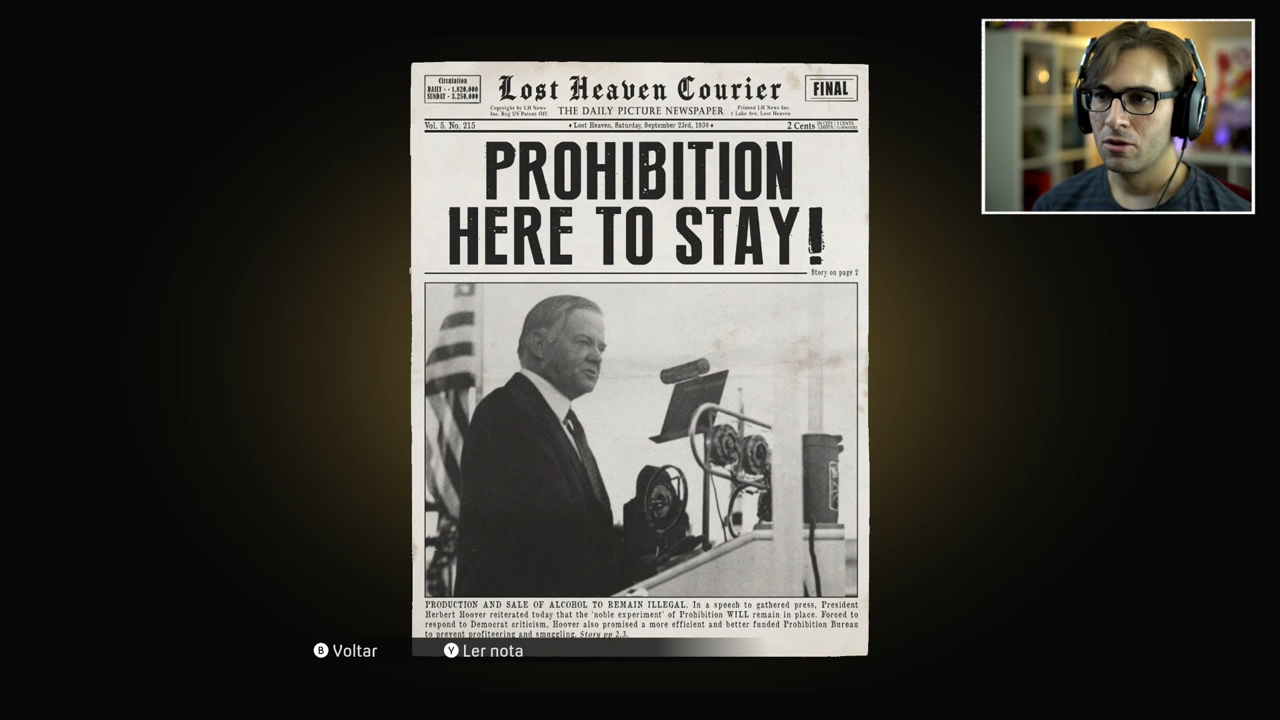 Circulation
DAILY - - 1,820,000
SUNDAY - 3,250,000
Lost Heaven Courier
FINAL
Copyright by LH News
Inc. Reg US Patent Off.
THE DAILY PICTURE NEWSPAPER
Printed LH News Inc.
1 Lake Ave, Lost Heaven
Vol. 5, No. 215
♦ Lost Heaven, Saturday, September 23rd, 1930 ♦
2 Cents
PROHIBITION
HERE TO STAY!
Story on page 2
PRODUCTION AND SALE OF ALCOHOL TO REMAIN ILLEGAL. In a speech to gathered press, President
Herbert Hoover reiterated today that the 'noble experiment' of Prohibition WILL remain in place. Forced to
respond to Democrat criticism, Hoover also promised a more efficient and better funded Prohibition Bureau
to prevent profiteering and smuggling. Story pp 2,3.
B Voltar
Y Ler nota